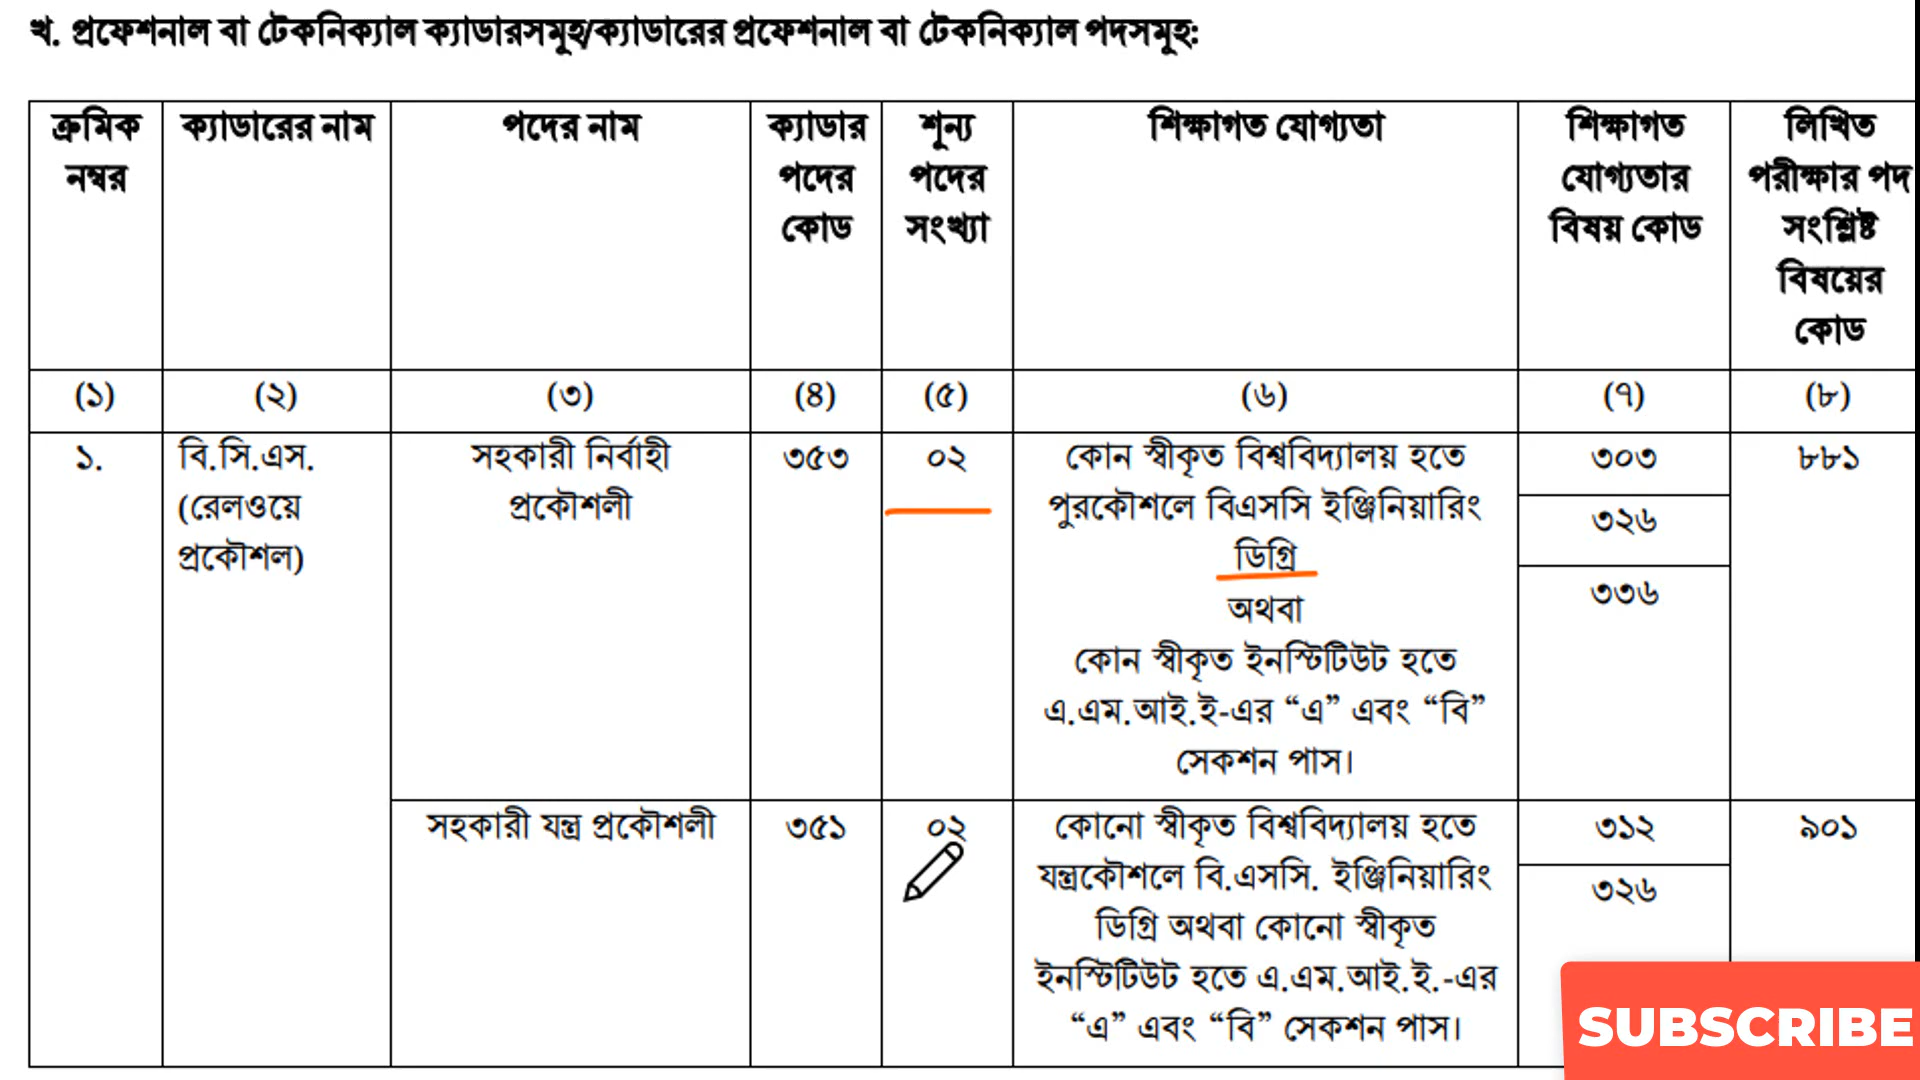 খ. প্রফেশনাল বা টেকনিক্যাল ক্যাডারসমূহ/ক্যাডারের প্রফেশনাল বা টেকনিক্যাল পদসমূহ:
ক্রমিক নম্বর
ক্যাডারের নাম
পদের নাম
ক্যাডার পদের কোড
শূন্য পদের সংখ্যা
শিক্ষাগত যোগ্যতা
শিক্ষাগত যোগ্যতার বিষয় কোড
লিখিত পরীক্ষার পদ সংশ্লিষ্ট বিষয়ের কোড
(১) (২) (৩) (৪) (৫) (৬) (৭) (৮)
১.
বি.সি.এস.
(রেলওয়ে
প্রকৌশল)
সহকারী নির্বাহী
প্রকৌশলী
৩৫৩
০২
কোন স্বীকৃত বিশ্ববিদ্যালয় হতে
পুরকৌশলে বিএসসি ইঞ্জিনিয়ারিং
ডিগ্রি
অথবা
কোন স্বীকৃত ইনস্টিটিউট হতে
এ.এম.আই.ই-এর “এ” এবং “বি”
সেকশন পাস।
৩০৩
৩২৬
৩৩৬
৮৮১
সহকারী যন্ত্র প্রকৌশলী
৩৫১
০২
কোনো স্বীকৃত বিশ্ববিদ্যালয় হতে
যন্ত্রকৌশলে বি.এসসি. ইঞ্জিনিয়ারিং
ডিগ্রি অথবা কোনো স্বীকৃত
ইনস্টিটিউট হতে এ.এম.আই.ই.-এর
“এ” এবং “বি” সেকশন পাস।
৩১২
৩২৬
৯০১
SUBSCRIBE